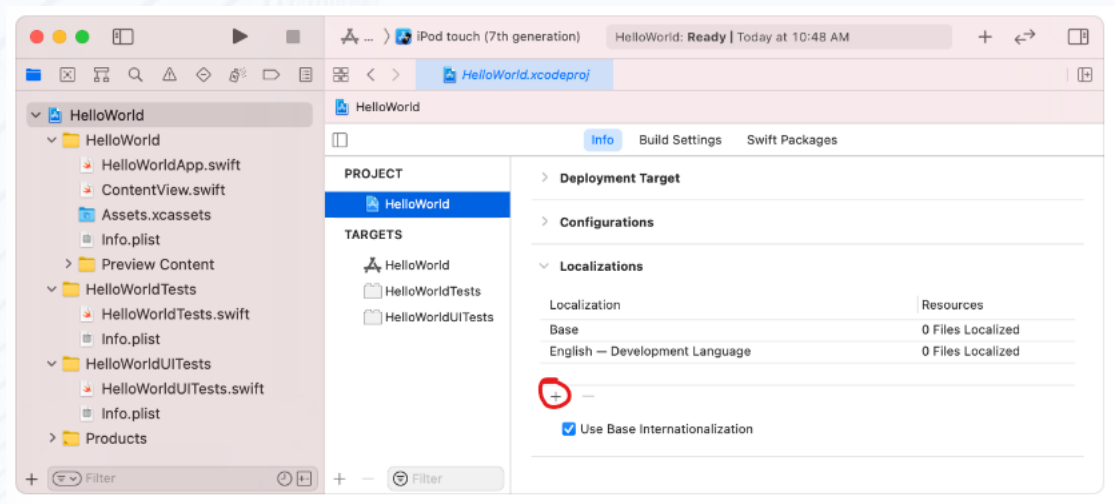 ... iPod touch (7th generation)
HelloWorld: Ready | Today at 10:48 AM
HelloWorld.xcodeproj
HelloWorld
HelloWorld
HelloWorldApp.swift
ContentView.swift
Assets.xcassets
Info.plist
Preview Content
HelloWorldTests
HelloWorldTests.swift
Info.plist
HelloWorldUITests
HelloWorldUITests.swift
Info.plist
Products
Filter
HelloWorld
Info Build Settings Swift Packages
PROJECT
HelloWorld
TARGETS
HelloWorld
HelloWorldTests
HelloWorldUITests
Filter
Deployment Target
Configurations
Localizations
Localization Resources
Base 0 Files Localized
English — Development Language 0 Files Localized
Use Base Internationalization